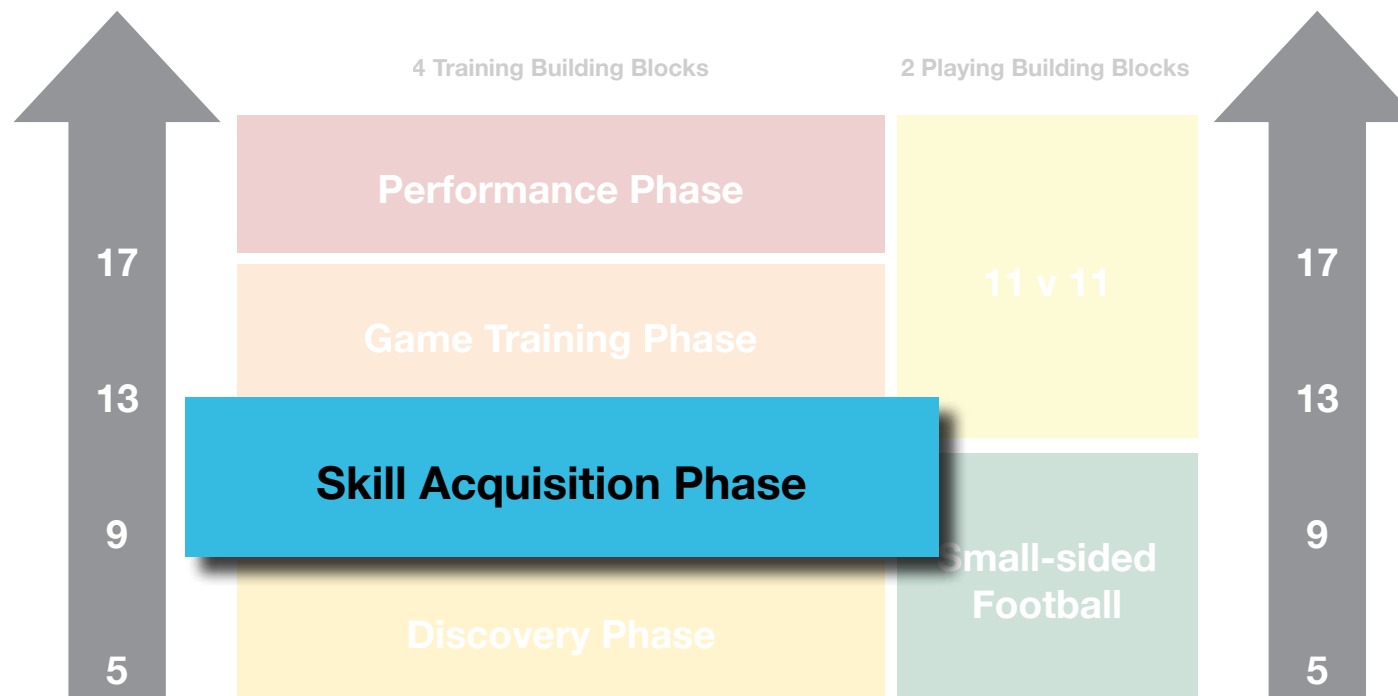 4 Training Building Blocks
2 Playing Building Blocks
Performance Phase
17
11 v 11
17
Game Training Phase
13
13
Skill Acquisition Phase
9
9
Small-sided
Football
Discovery Phase
5
5